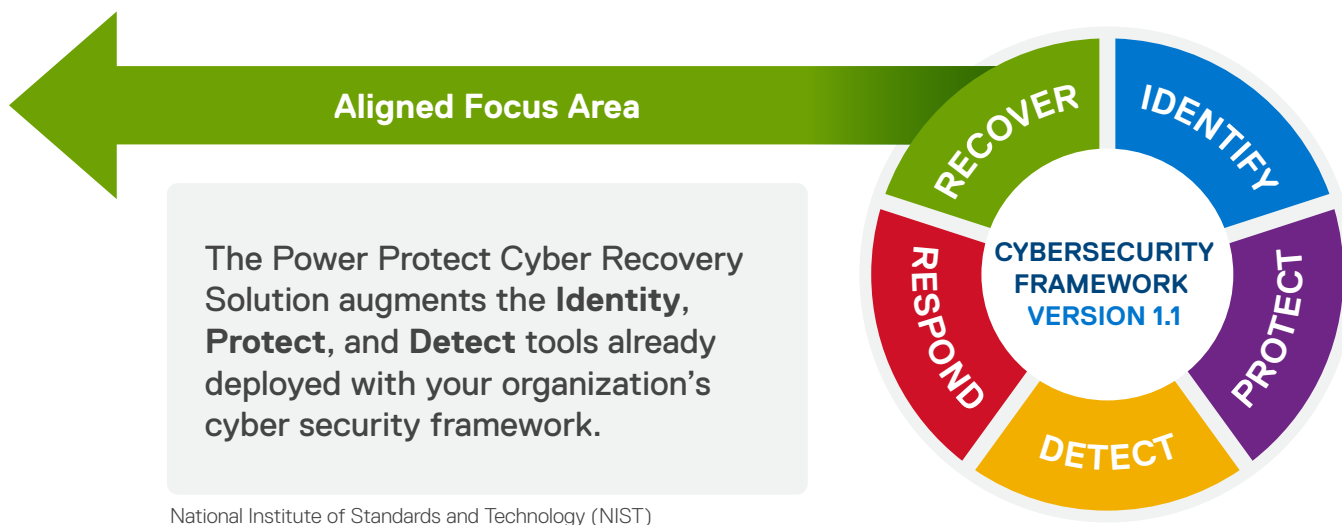 Aligned Focus Area
The Power Protect Cyber Recovery
Solution augments the Identity,
Protect, and Detect tools already
deployed with your organization’s
cyber security framework.
National Institute of Standards and Technology (NIST)
RECOVER
IDENTIFY
PROTECT
DETECT
RESPOND
CYBERSECURITY
FRAMEWORK
VERSION 1.1